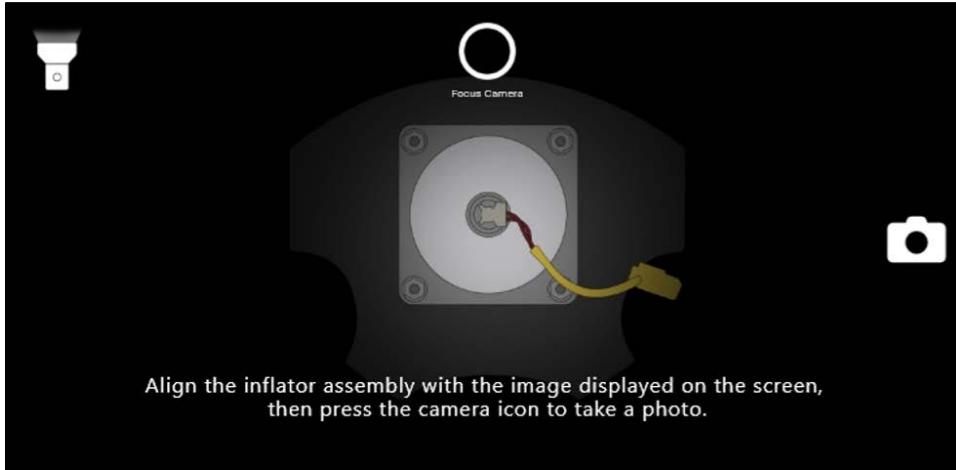 Focus Camera
Align the inflator assembly with the image displayed on the screen,
then press the camera icon to take a photo.